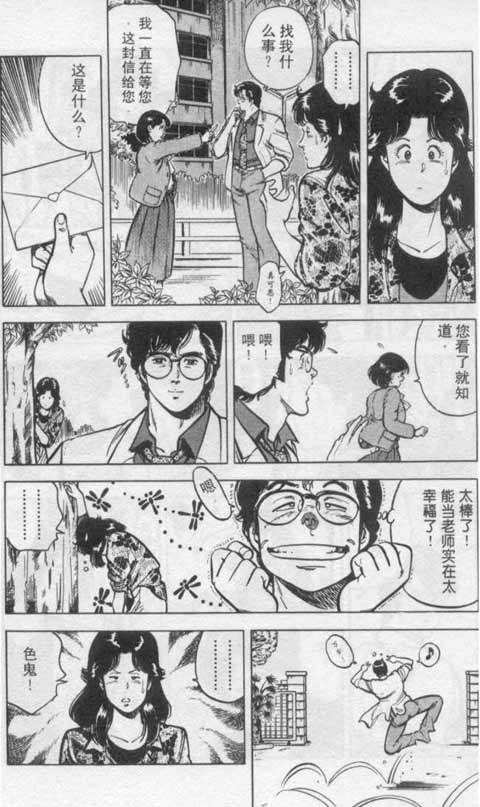 …………
找我什
么事？
我一直在等您
这封信给您
这是什么？
您看了就知
道．
喂！
喂！
太棒了！
能当老师实在太
幸福了！
嗯
…………
…………
色鬼！